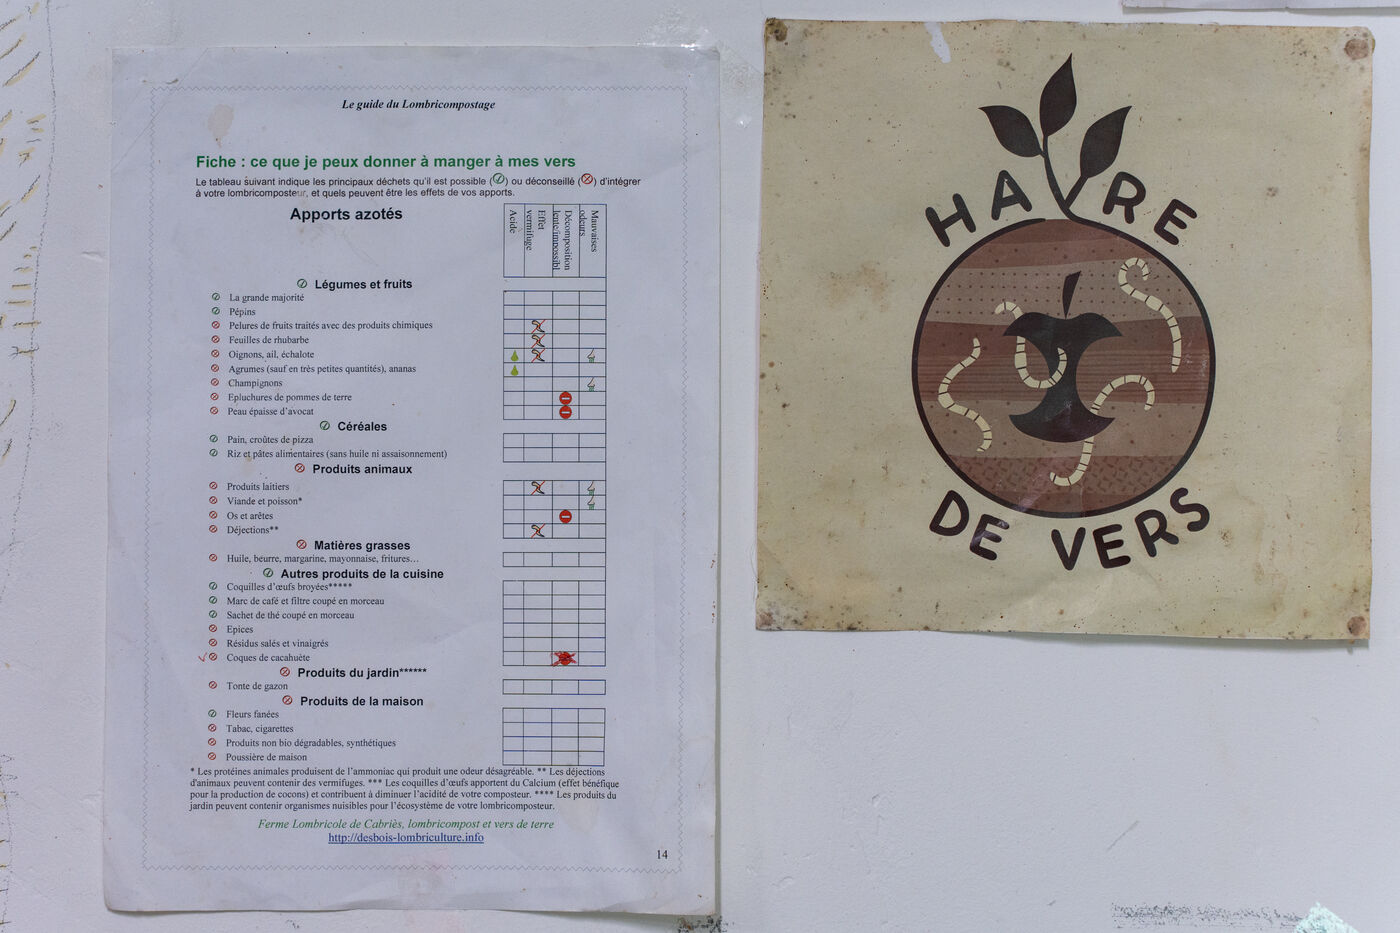 Le guide du Lombricompostage
Fiche : ce que je peux donner à manger à mes vers
Le tableau suivant indique les principaux déchets qu'il est possible ( ) ou déconseillé ( ) d'intégrer
à votre lombricomposteur, et quels peuvent être les effets de vos apports.
Apports azotés
Acide
Effet
vermifuge
Décomposition
lente/impossibl
Mauvaises
odeurs
Légumes et fruits
La grande majorité
Pépins
Pelures de fruits traités avec des produits chimiques
Feuilles de rhubarbe
Oignons, ail, échalote
Agrumes (sauf en très petites quantités), ananas
Champignons
Epluchures de pommes de terre
Peau épaisse d'avocat
Céréales
Pain, croûtes de pizza
Riz et pâtes alimentaires (sans huile ni assaisonnement)
Produits animaux
Produits laitiers
Viande et poisson*
Os et arêtes
Déjections**
Matières grasses
Huile, beurre, margarine, mayonnaise, fritures…
Autres produits de la cuisine
Coquilles d'œufs broyées*****
Marc de café et filtre coupé en morceau
Sachet de thé coupé en morceau
Epices
Résidus salés et vinaigrés
Coques de cacahuète
Produits du jardin******
Tonte de gazon
Produits de la maison
Fleurs fanées
Tabac, cigarettes
Produits non bio dégradables, synthétiques
Poussière de maison
* Les protéines animales produisent de l'ammoniac qui produit une odeur désagréable. ** Les déjections
d'animaux peuvent contenir des vermifuges. *** Les coquilles d'œufs apportent du Calcium (effet bénéfique
pour la production de cocons) et contribuent à diminuer l'acidité de votre composteur. **** Les produits du
jardin peuvent contenir organismes nuisibles pour l'écosystème de votre lombricomposteur.
Ferme Lombricole de Cabriès, lombricompost et vers de terre
http://desbois-lombriculture.info
14
HAVRE
DE VERS